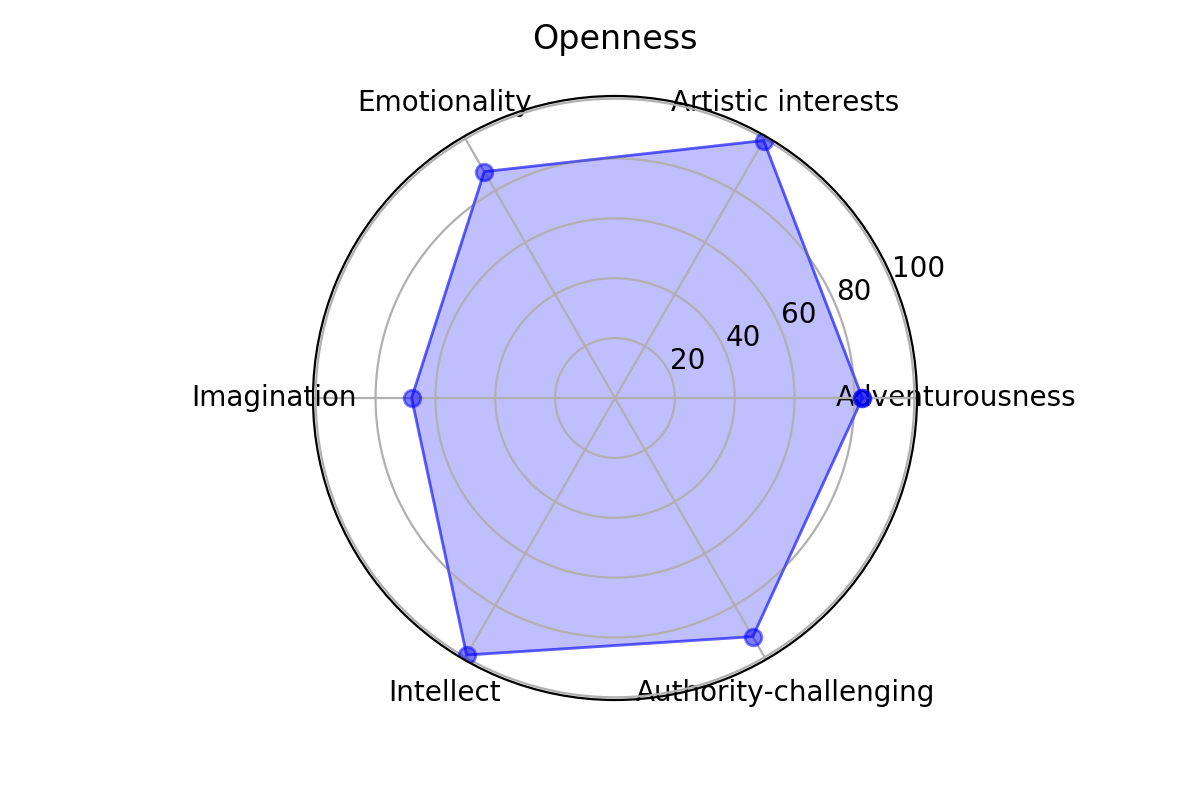 Openness
Emotionality
Artistic interests
100
80
60
40
20
Imagination
Adventurousness
Intellect
Authority-challenging